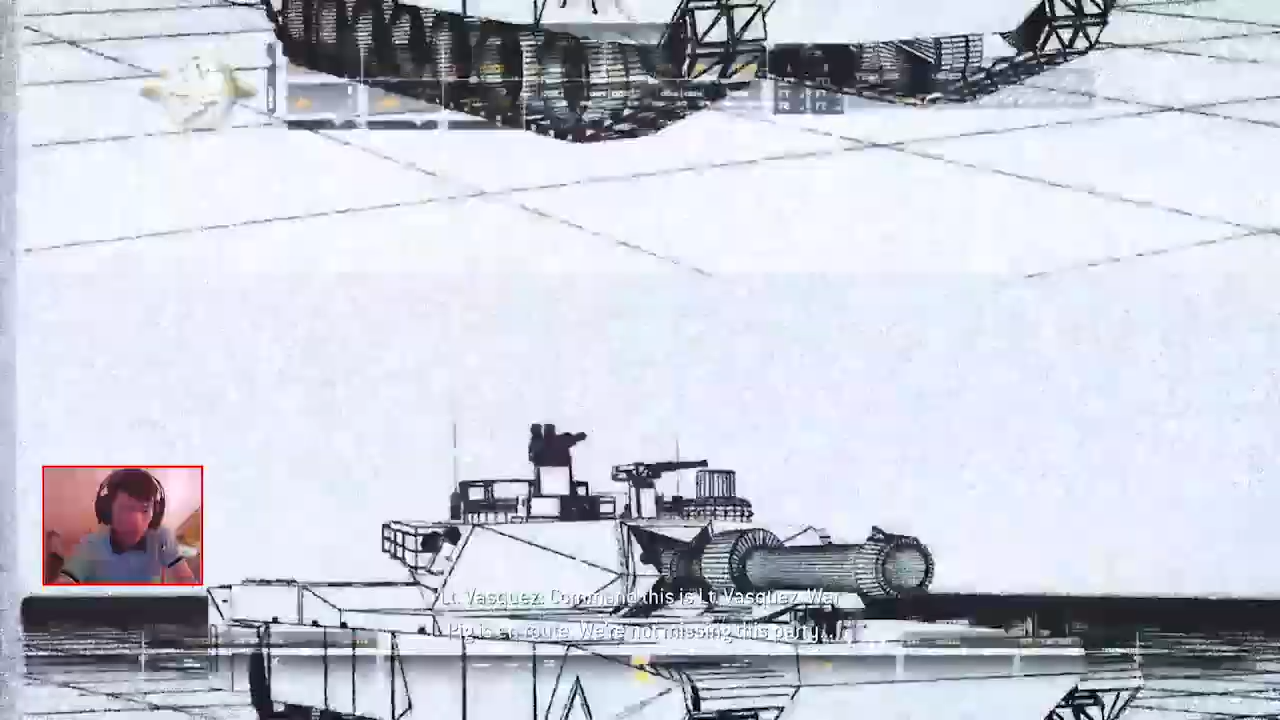 Lt. Vasquez: Command this is Lt. Vasquez. War
Pig is en route. We're not missing this party...